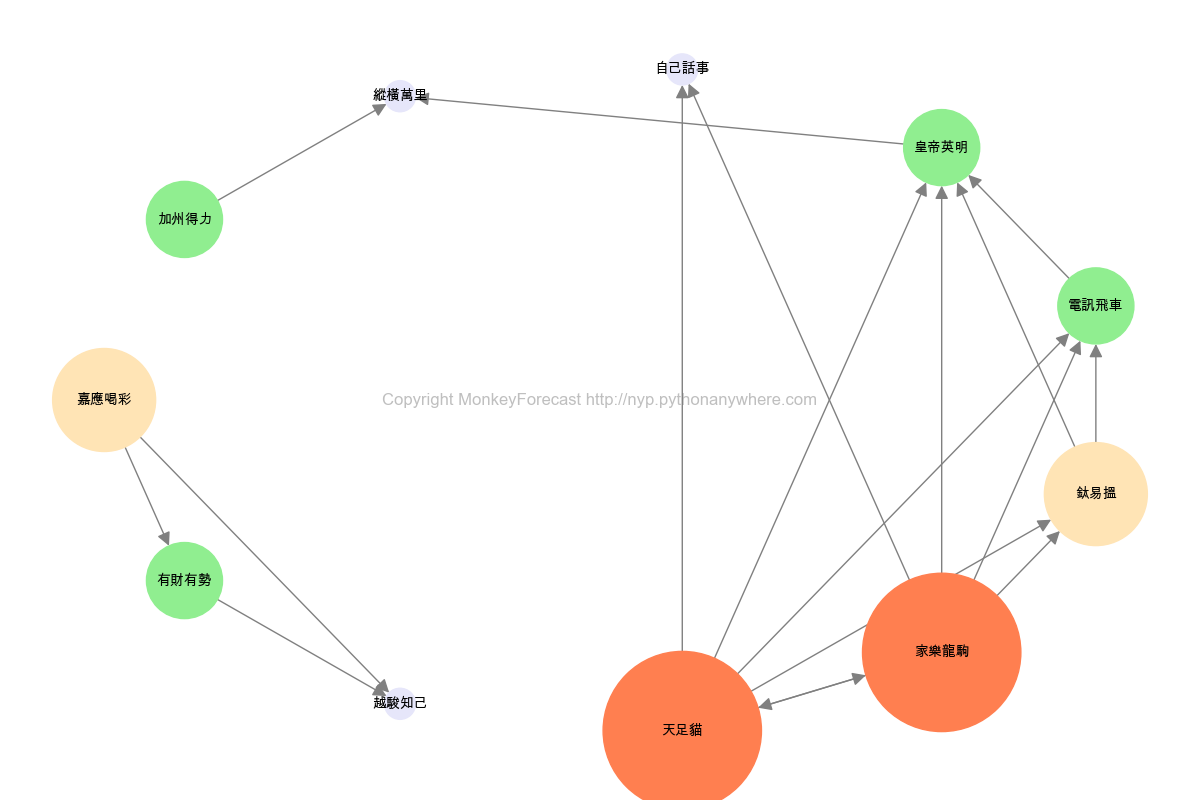 自己話事
縱橫萬里
皇帝英明
加州得力
電訊飛車
嘉應喝彩
Copyright MonkeyForecast http://nyp.pythonanywhere.com
鈦易搵
有財有勢
家樂龍駒
越駿知己
天足貓